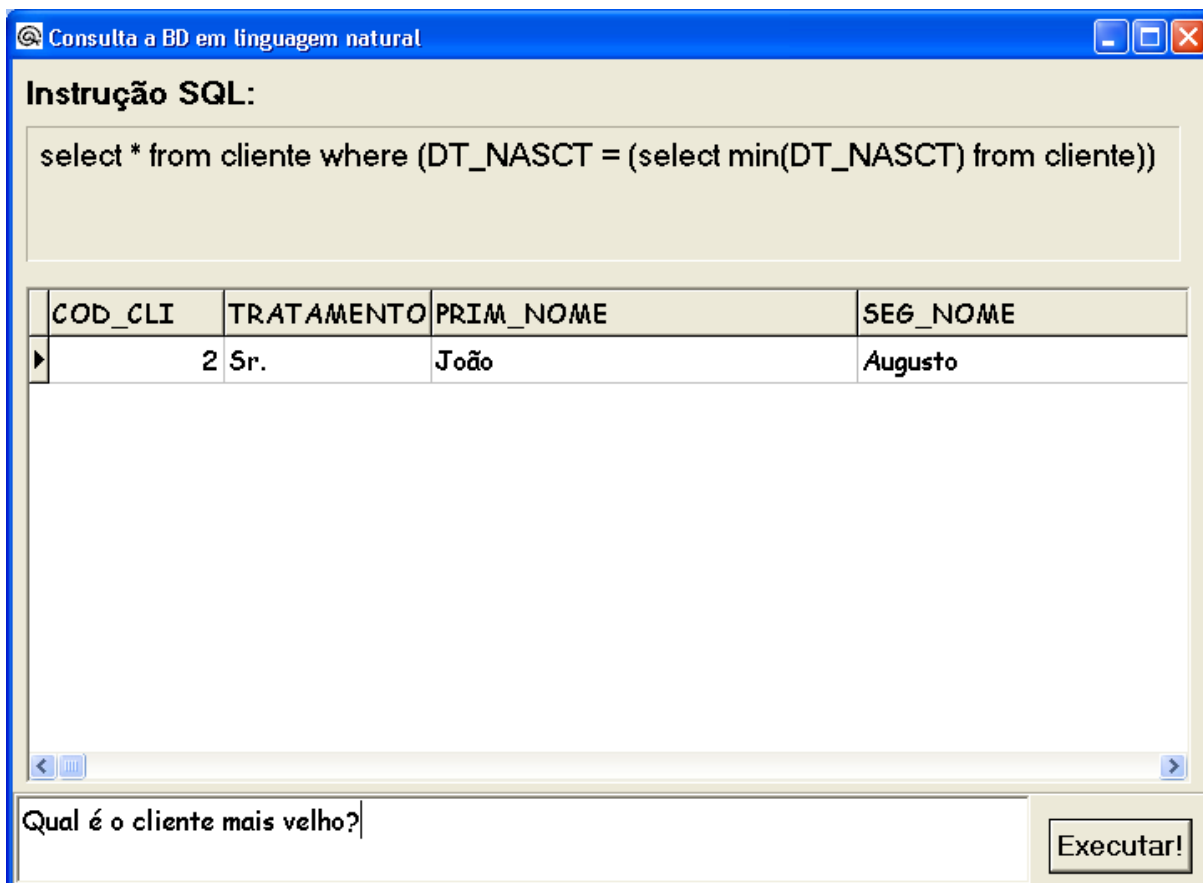 Consulta a BD em linguagem natural
Instrução SQL:
select * from cliente where (DT_NASCT = (select min(DT_NASCT) from cliente))
COD_CLI TRATAMENTO PRIM_NOME SEG_NOME
2 Sr. João Augusto
Qual é o cliente mais velho?
Executar!